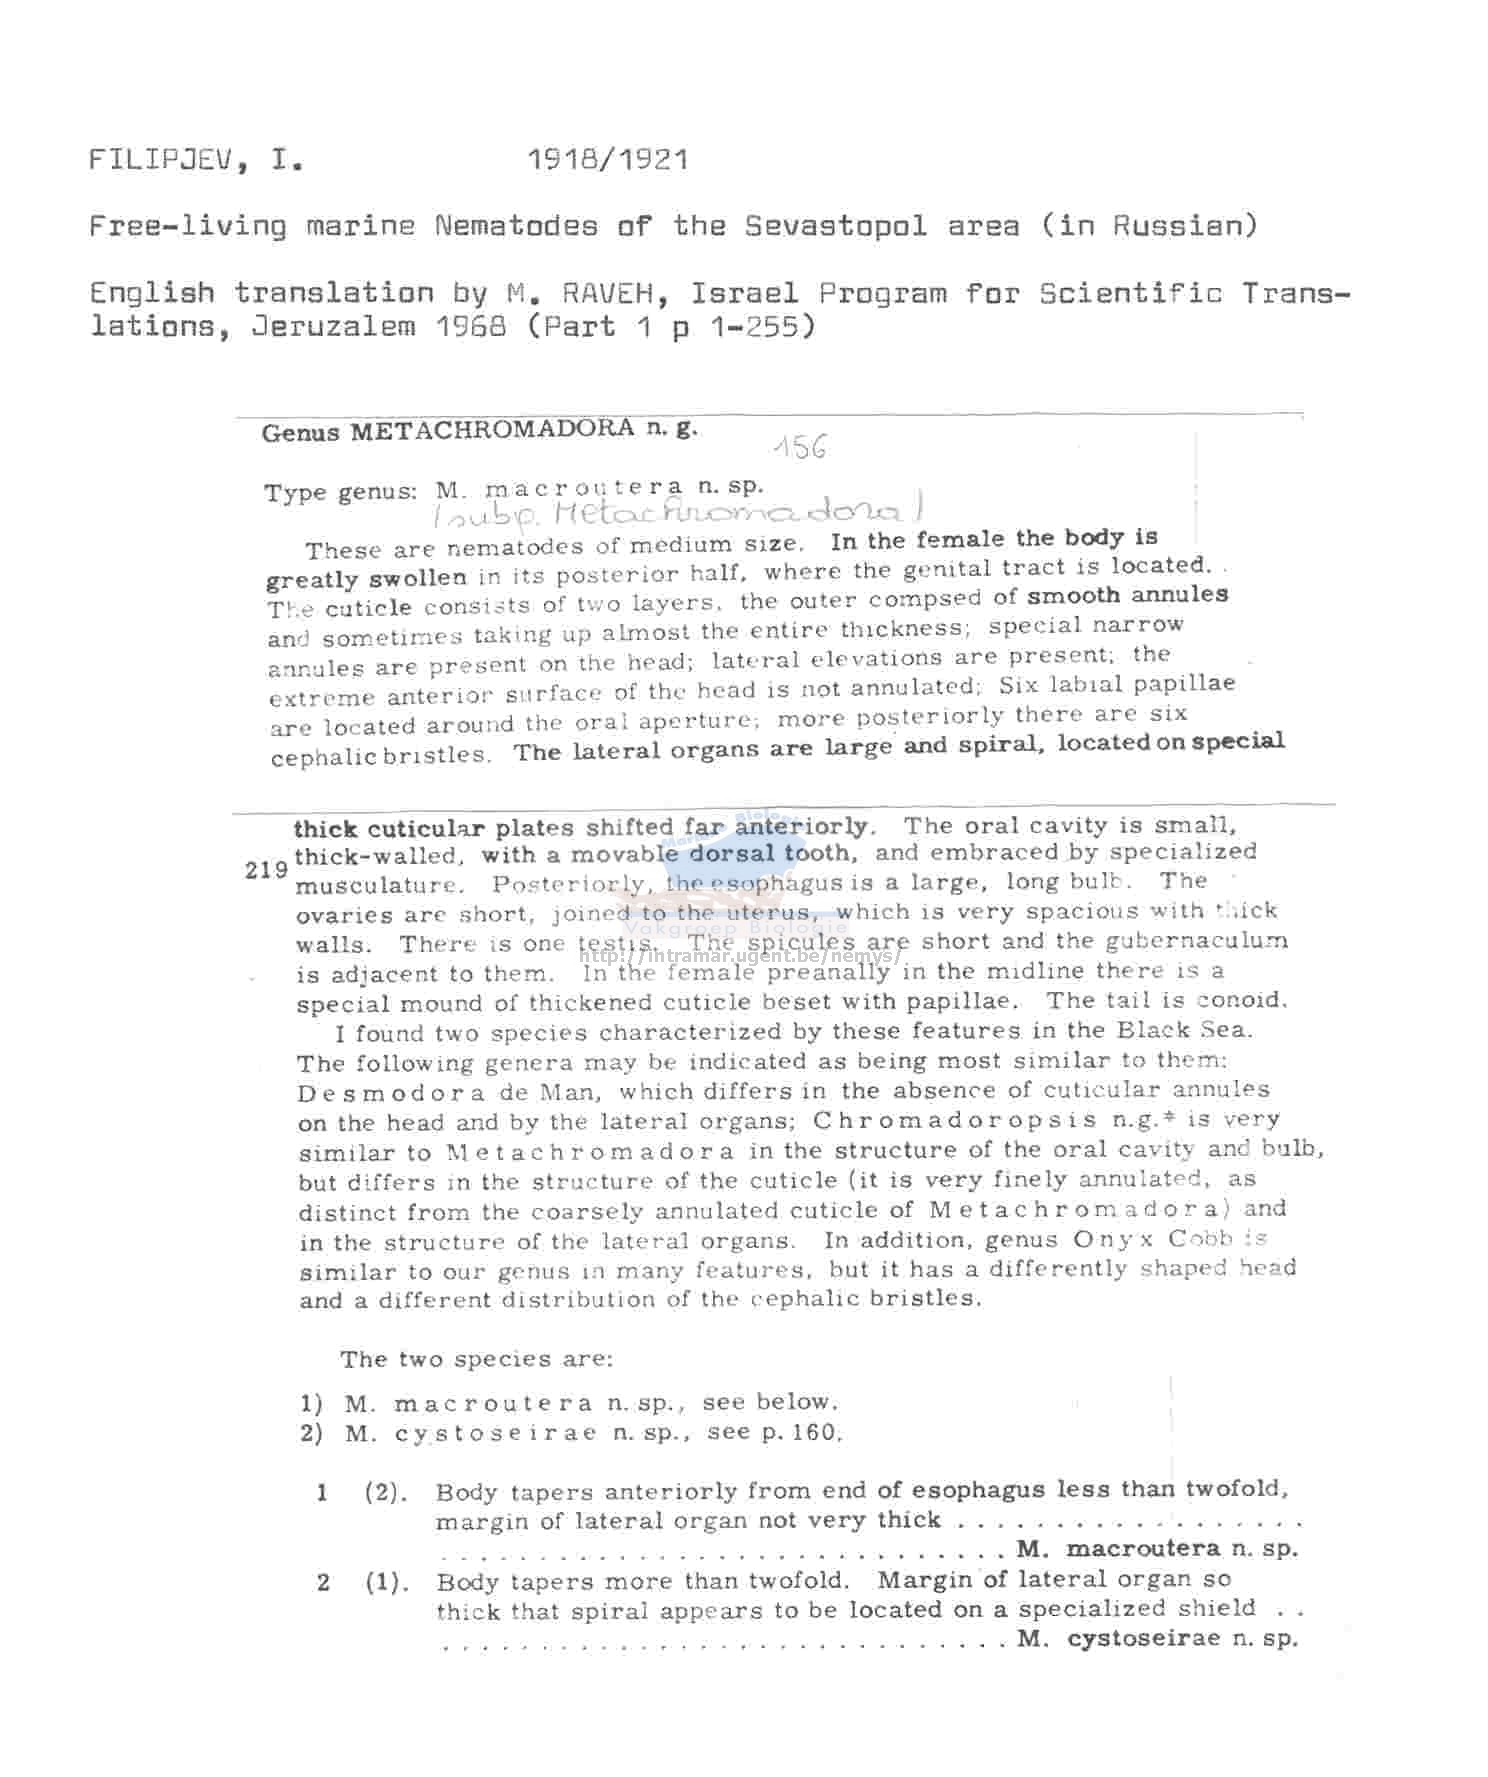 FILIPJEV, I. 1918/1921
Free-living marine Nematodes of the Sevastopol area (in Russian)
English translation by M. RAVEH, Israel Program for Scientific Trans-
lations, Jeruzalem 1968 (Part 1 p 1-255)
Genus METACHROMADORA n. g.
156
Type genus: M. macroutera n. sp.
(subp. Metachromadora)
These are nematodes of medium size. In the female the body is
greatly swollen in its posterior half, where the genital tract is located.
The cuticle consists of two layers, the outer compsed of smooth annules
and sometimes taking up almost the entire thickness; special narrow
annules are present on the head; lateral elevations are present; the
extreme anterior surface of the head is not annulated; Six labial papillae
are located around the oral aperture; more posteriorly there are six
cephalic bristles. The lateral organs are large and spiral, located on special
thick cuticular plates shifted far anteriorly. The oral cavity is small,
219 thick-walled, with a movable dorsal tooth, and embraced by specialized
musculature. Posteriorly, the esophagus is a large, long bulb. The
ovaries are short, joined to the uterus, which is very spacious with thick
walls. There is one testis. The spicules are short and the gubernaculum
is adjacent to them. In the female preanally in the midline there is a
special mound of thickened cuticle beset with papillae. The tail is conoid.
I found two species characterized by these features in the Black Sea.
The following genera may be indicated as being most similar to them:
Desmodora de Man, which differs in the absence of cuticular annules
on the head and by the lateral organs; Chromadoropsis n.g.* is very
similar to Metachromadora in the structure of the oral cavity and bulb,
but differs in the structure of the cuticle (it is very finely annulated, as
distinct from the coarsely annulated cuticle of Metachromadora) and
in the structure of the lateral organs. In addition, genus Onyx Cobb is
similar to our genus in many features, but it has a differently shaped head
and a different distribution of the cephalic bristles.
The two species are:
1) M. macroutera n. sp., see below.
2) M. cystoseirae n. sp., see p. 160.
1 (2). Body tapers anteriorly from end of esophagus less than twofold,
margin of lateral organ not very thick . . . . . . . . . . . . . . . . . .
. . . . . . . . . . . . . . . . . . . . . . . . . . . . . M. macroutera n. sp.
2 (1). Body tapers more than twofold. Margin of lateral organ so
thick that spiral appears to be located on a specialized shield . .
. . . . . . . . . . . . . . . . . . . . . . . . . . . . . M. cystoseirae n. sp.
Marine Biology
Vakgroep Biologie
http://intramar.ugent.be/nemys/